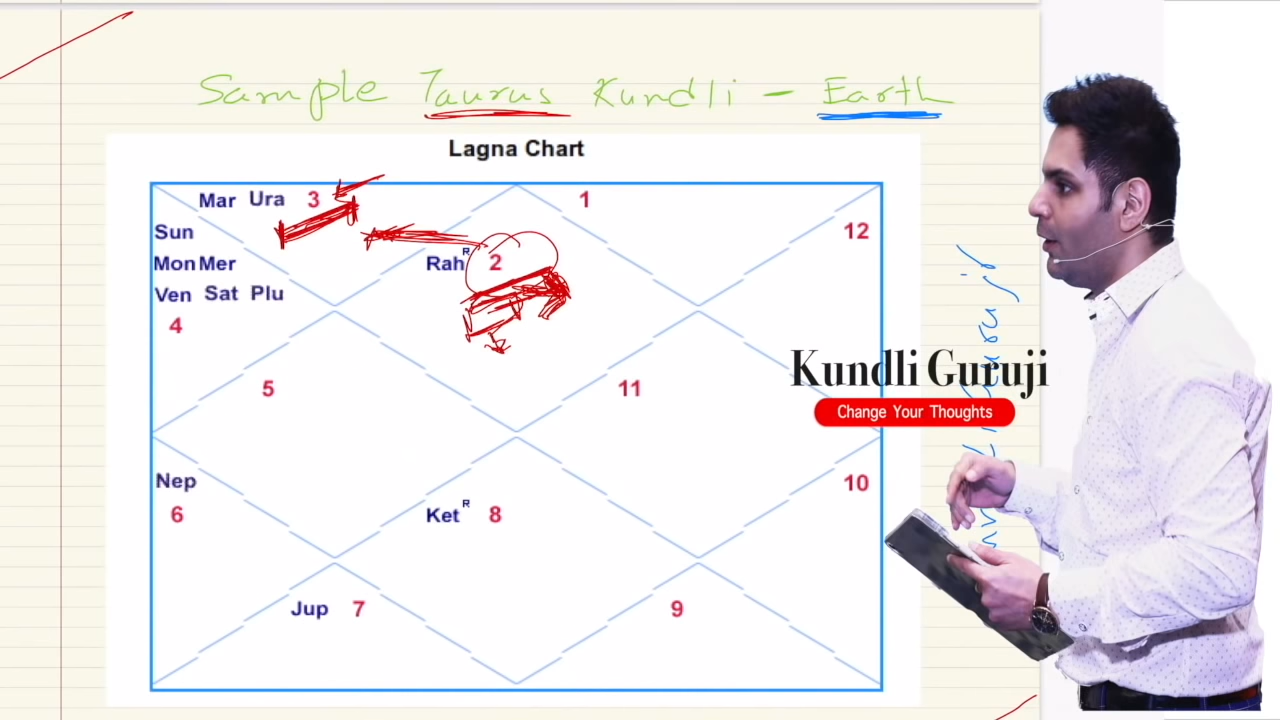 Sample Taurus Kundli - Earth
Lagna Chart
Mar Ura 3
1
12
Sun
Rah R 2
Mon Mer
Ven Sat Plu
4
5
11
Kundli Guruji
Change Your Thoughts
Nep
10
6
Ket R 8
Jup 7
9